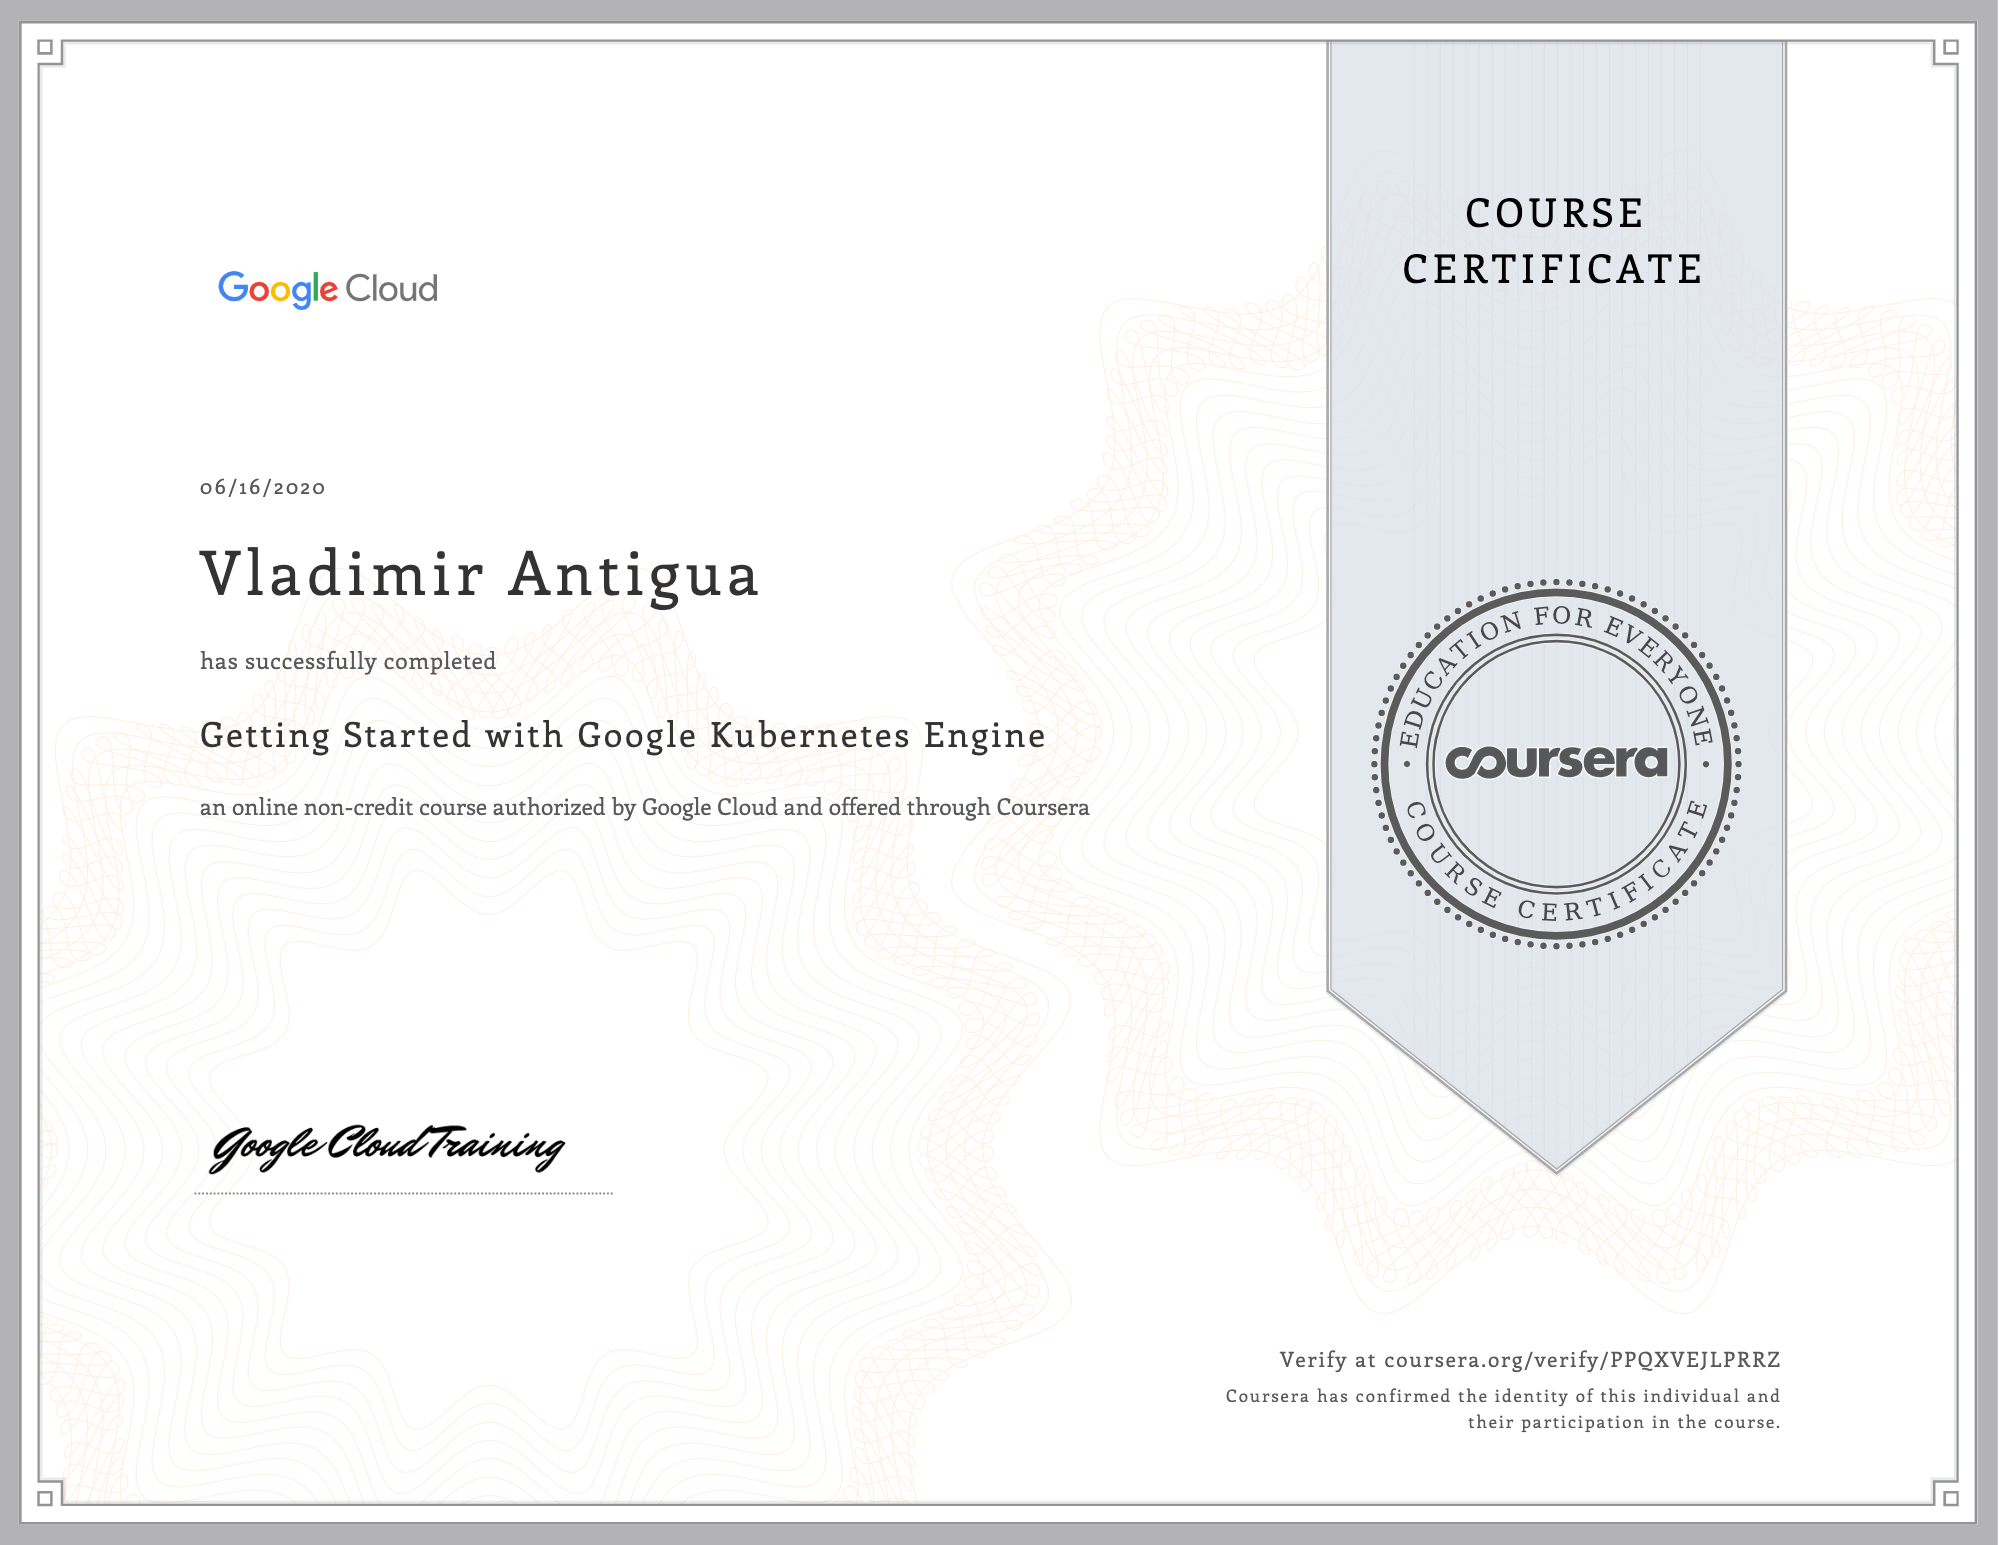 Google Cloud
COURSE
CERTIFICATE
06/16/2020
Vladimir Antigua
has successfully completed
Getting Started with Google Kubernetes Engine
an online non-credit course authorized by Google Cloud and offered through Coursera
EDUCATION FOR EVERYONE
coursera
COURSE CERTIFICATE
Google Cloud Training
Verify at coursera.org/verify/PPQXVEJLPRRZ
Coursera has confirmed the identity of this individual and
their participation in the course.